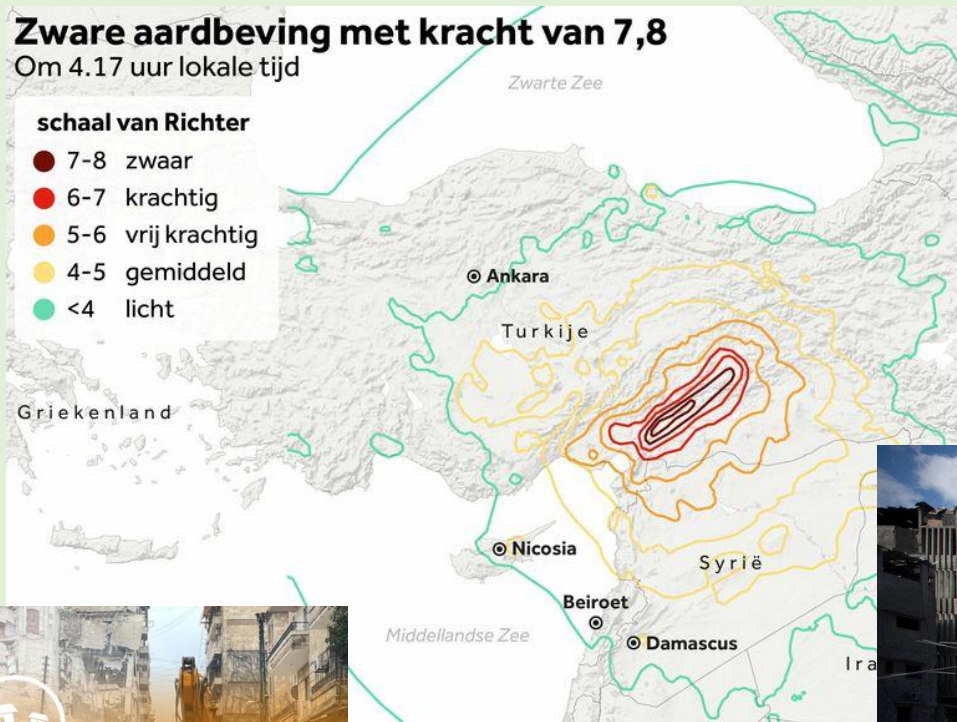 Zware aardbeving met kracht van 7,8
Om 4.17 uur lokale tijd
schaal van Richter
7-8 zwaar
6-7 krachtig
5-6 vrij krachtig
4-5 gemiddeld
<4 licht
Zwarte Zee
Ankara
Turkije
Griekenland
Nicosia
Syrië
Beiroet
Middellandse Zee
Damascus
Ira